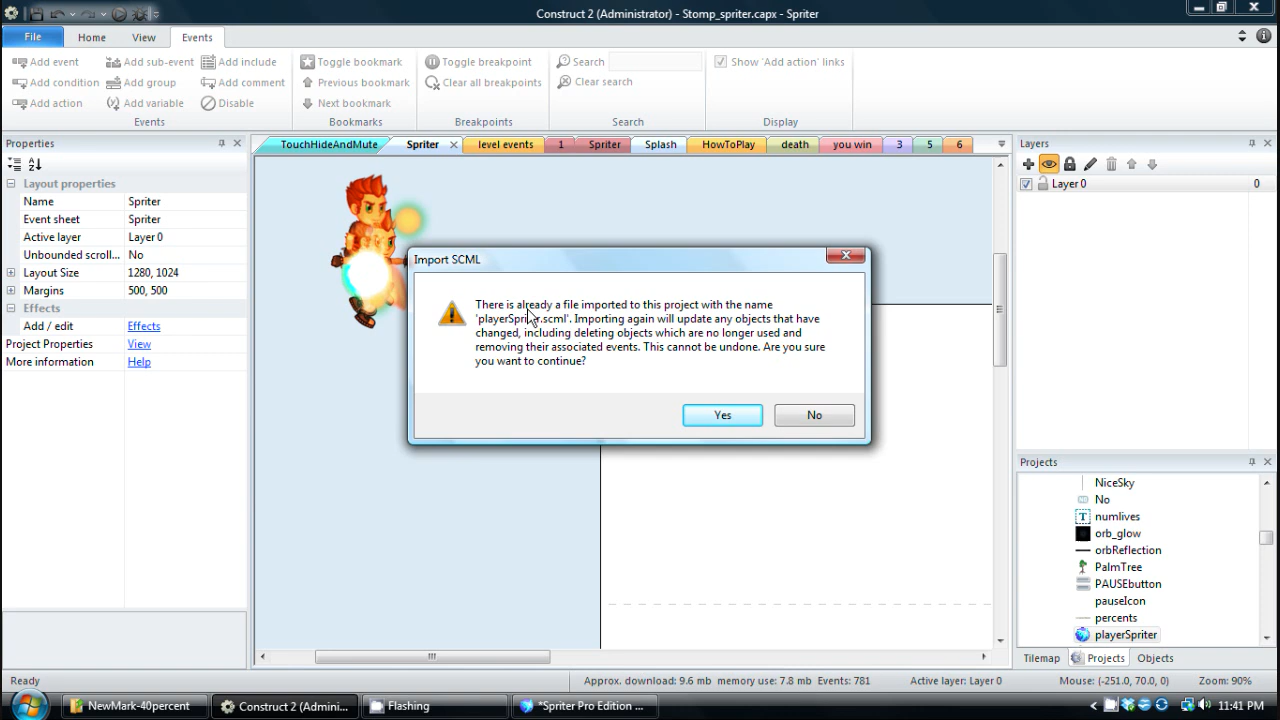 Construct 2 (Administrator) - Stomp_spriter.capx - Spriter
File Home View Events
Add event Add sub-event Add include
Add condition Add group Add comment
Add action Add variable Disable
Events
Toggle bookmark
Previous bookmark
Next bookmark
Bookmarks
Toggle breakpoint
Clear all breakpoints
Breakpoints
Search
Clear search
Search
Show 'Add action' links
Display
Properties
Layout properties
Name Spriter
Event sheet Spriter
Active layer Layer 0
Unbounded scroll... No
Layout Size 1280, 1024
Margins 500, 500
Effects
Add / edit Effects
Project Properties View
More information Help
TouchHideAndMute Spriter level events 1 Spriter Splash HowToPlay death you win 3 5 6
Import SCML
There is already a file imported to this project with the name
'playerSpriter.scml'. Importing again will update any objects that have
changed, including deleting objects which are no longer used and
removing their associated events. This cannot be undone. Are you sure
you want to continue?
Yes No
Layers
Layer 0 0
Projects
NiceSky
No
numlives
orb_glow
orbReflection
PalmTree
PAUSEbutton
pauseIcon
percents
playerSpriter
Tilemap Projects Objects
Ready Approx. download: 9.6 mb memory use: 7.8 mb Events: 781 Active layer: Layer 0 Mouse: (-251.0, 70.0, 0) Zoom: 90%
NewMark-40percent Construct 2 (Admini... Flashing *Spriter Pro Edition ... 11:41 PM